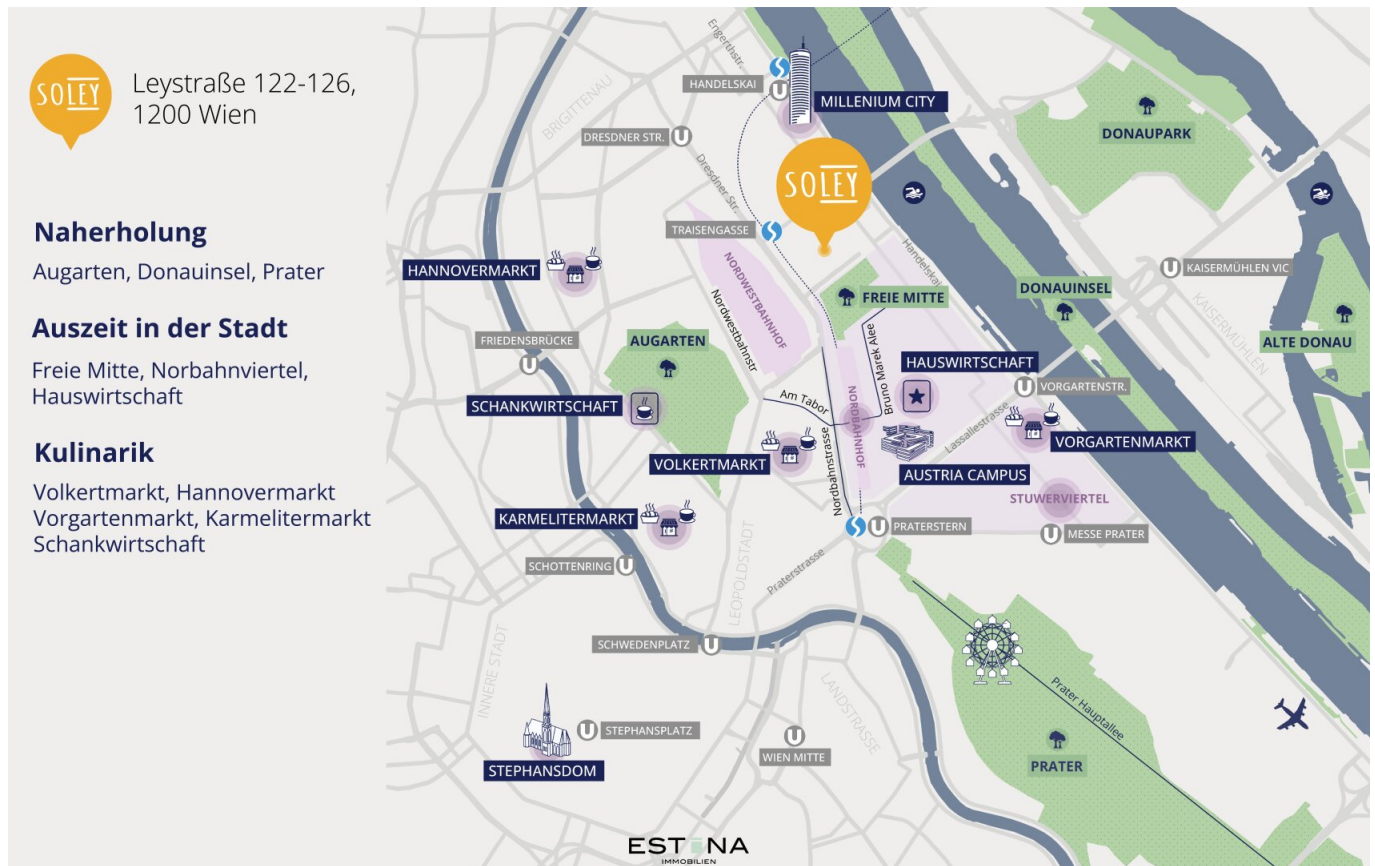 SOLEY
Leystraße 122-126,
1200 Wien
Naherholung
Augarten, Donauinsel, Prater
Auszeit in der Stadt
Freie Mitte, Norbahnviertel,
Hauswirtschaft
Kulinarik
Volkertmarkt, Hannovermarkt
Vorgartenmarkt, Karmelitermarkt
Schankwirtschaft
Engerthstr.
HANDELSKAI
U
MILLENIUM CITY
BRIGITTENAU
DRESDNER STR.
U
Dresdner Str.
DONAUPARK
SOLEY
TRAISENGASSE
HANNOVERMARKT
NORDWESTBAHNHOF
Nordwestbahnstr
Handelskai
U
KAISERMÜHLEN VIC
KAISERMÜHLEN
FREIE MITTE
DONAUINSEL
ALTE DONAU
FRIEDENSBRÜCKE
U
AUGARTEN
Bruno Marek Alee
HAUSWIRTSCHAFT
U
VORGARTENSTR.
SCHANKWIRTSCHAFT
Am Tabor
NORDBAHNHOF
Lassallestrasse
VORGARTENMARKT
VOLKERTMARKT
Nordbahnstrasse
AUSTRIA CAMPUS
STUWERVIERTEL
KARMELITERMARKT
U
PRATERSTERN
U
MESSE PRATER
SCHOTTENRING
U
LEOPOLDSTADT
Praterstrasse
SCHWEDENPLATZ
U
INNERE STADT
LANDSTRASSE
Prater Hauptallee
U
STEPHANSPLATZ
U
WIEN MITTE
STEPHANSDOM
PRATER
ESTINA
IMMOBILIEN